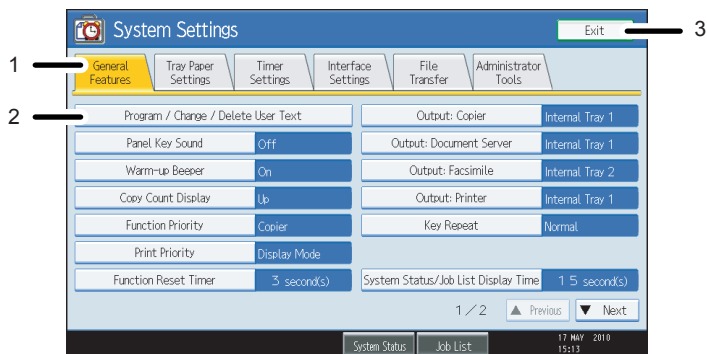 System Settings
Exit
3
1
General Features
Tray Paper Settings
Timer Settings
Interface Settings
File Transfer
Administrator Tools
2
Program / Change / Delete User Text
Output: Copier
Internal Tray 1
Panel Key Sound
Off
Output: Document Server
Internal Tray 1
Warm-up Beeper
On
Output: Facsimile
Internal Tray 2
Copy Count Display
Up
Output: Printer
Internal Tray 1
Function Priority
Copier
Key Repeat
Normal
Print Priority
Display Mode
Function Reset Timer
3 second(s)
System Status/Job List Display Time
15 second(s)
1/2
▲ Previous
▼ Next
System Status
Job List
17 MAY 2010
15:13